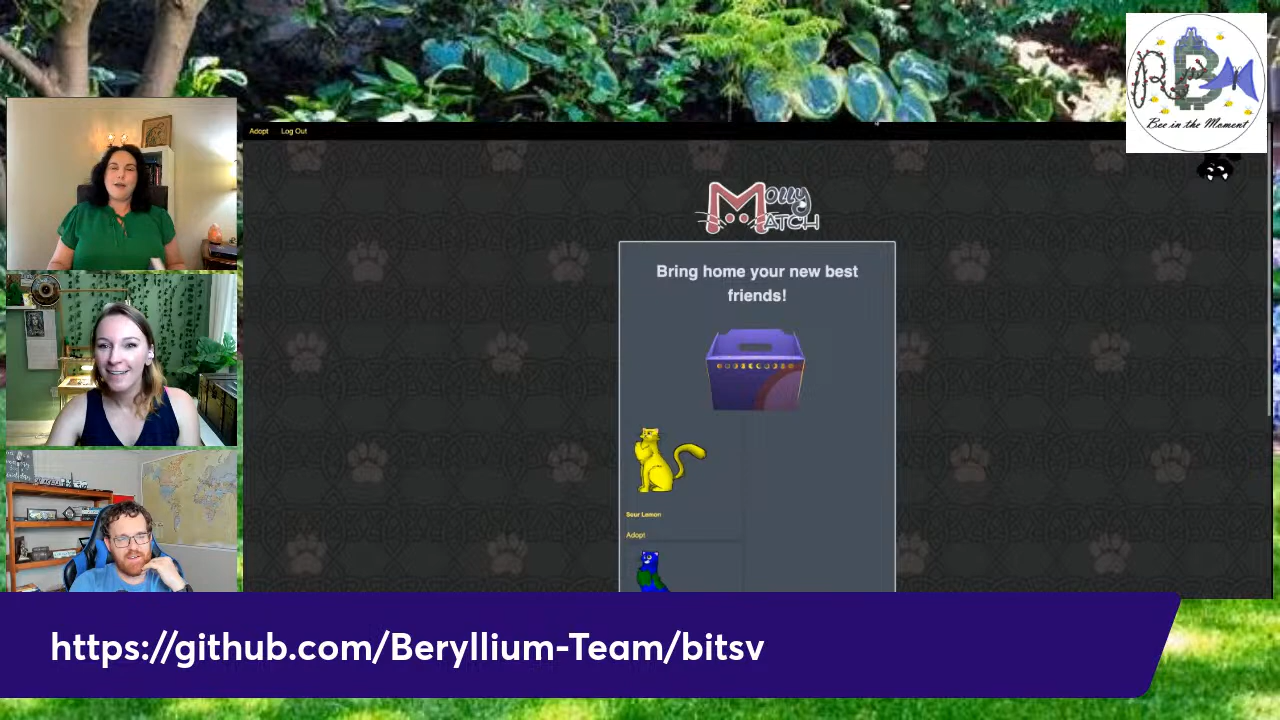 Adopt Log Out
Molly
Match
Bring home your new best
friends!
Sour Lemon
Adopt
Bee in the Moment
https://github.com/Beryllium-Team/bitsv